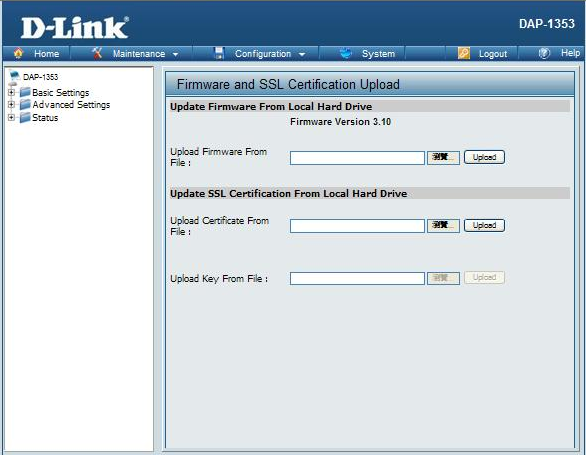 D-Link®
DAP-1353
Home Maintenance Configuration System Logout Help
DAP-1353
Basic Settings
Advanced Settings
Status
Firmware and SSL Certification Upload
Update Firmware From Local Hard Drive
Firmware Version 3.10
Upload Firmware From
File :
瀏覽... Upload
Update SSL Certification From Local Hard Drive
Upload Certificate From
File :
瀏覽... Upload
Upload Key From File : 瀏覽... Upload